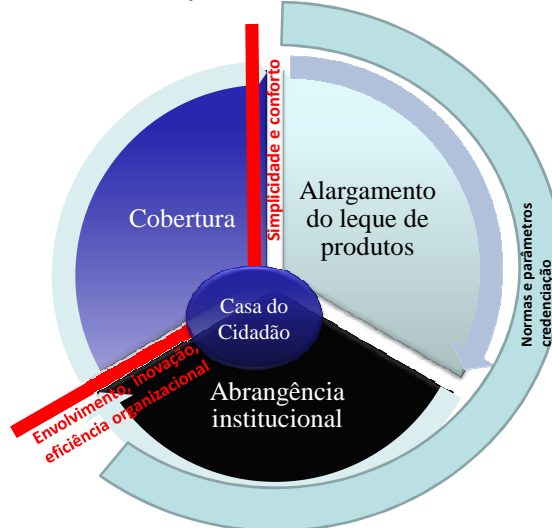 Simplicidade e conforto
Alargamento
do leque de
produtos
Cobertura
Normas e parâmetros
credenciação
Casa do
Cidadão
Envolvimento, inovação,
eficiência organizacional
Abrangência
institucional